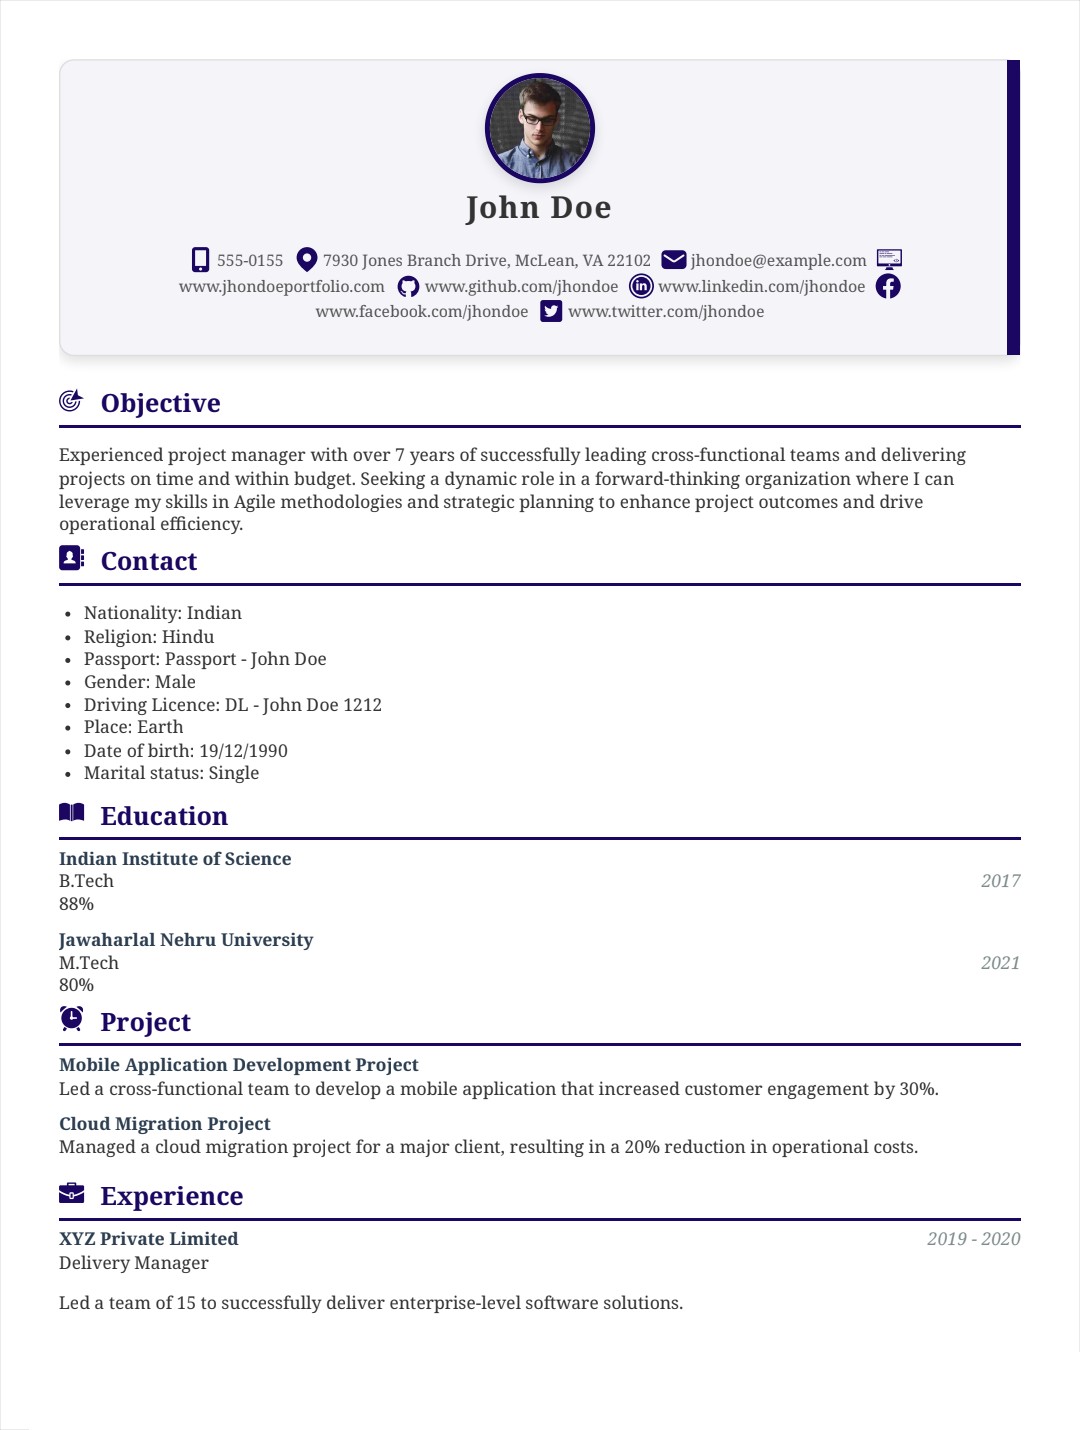 John Doe
555-0155 7930 Jones Branch Drive, McLean, VA 22102 jhondoe@example.com
www.jhondoeportfolio.com www.github.com/jhondoe www.linkedin.com/jhondoe
www.facebook.com/jhondoe www.twitter.com/jhondoe
Objective
Experienced project manager with over 7 years of successfully leading cross-functional teams and delivering
projects on time and within budget. Seeking a dynamic role in a forward-thinking organization where I can
leverage my skills in Agile methodologies and strategic planning to enhance project outcomes and drive
operational efficiency.
Contact
• Nationality: Indian
• Religion: Hindu
• Passport: Passport - John Doe
• Gender: Male
• Driving Licence: DL - John Doe 1212
• Place: Earth
• Date of birth: 19/12/1990
• Marital status: Single
Education
Indian Institute of Science
B.Tech 2017
88%
Jawaharlal Nehru University
M.Tech 2021
80%
Project
Mobile Application Development Project
Led a cross-functional team to develop a mobile application that increased customer engagement by 30%.
Cloud Migration Project
Managed a cloud migration project for a major client, resulting in a 20% reduction in operational costs.
Experience
XYZ Private Limited 2019 - 2020
Delivery Manager
Led a team of 15 to successfully deliver enterprise-level software solutions.